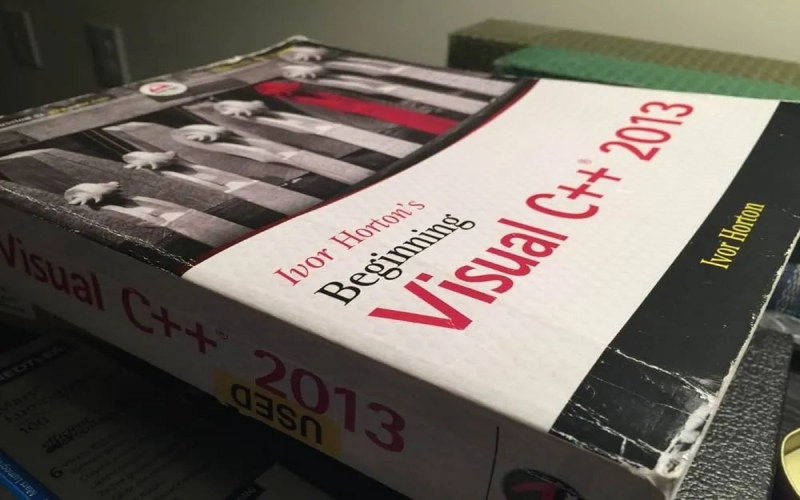 Ivor Horton's
Beginning
Visual C++® 2013
Ivor Horton
Visual C++® 2013
USED